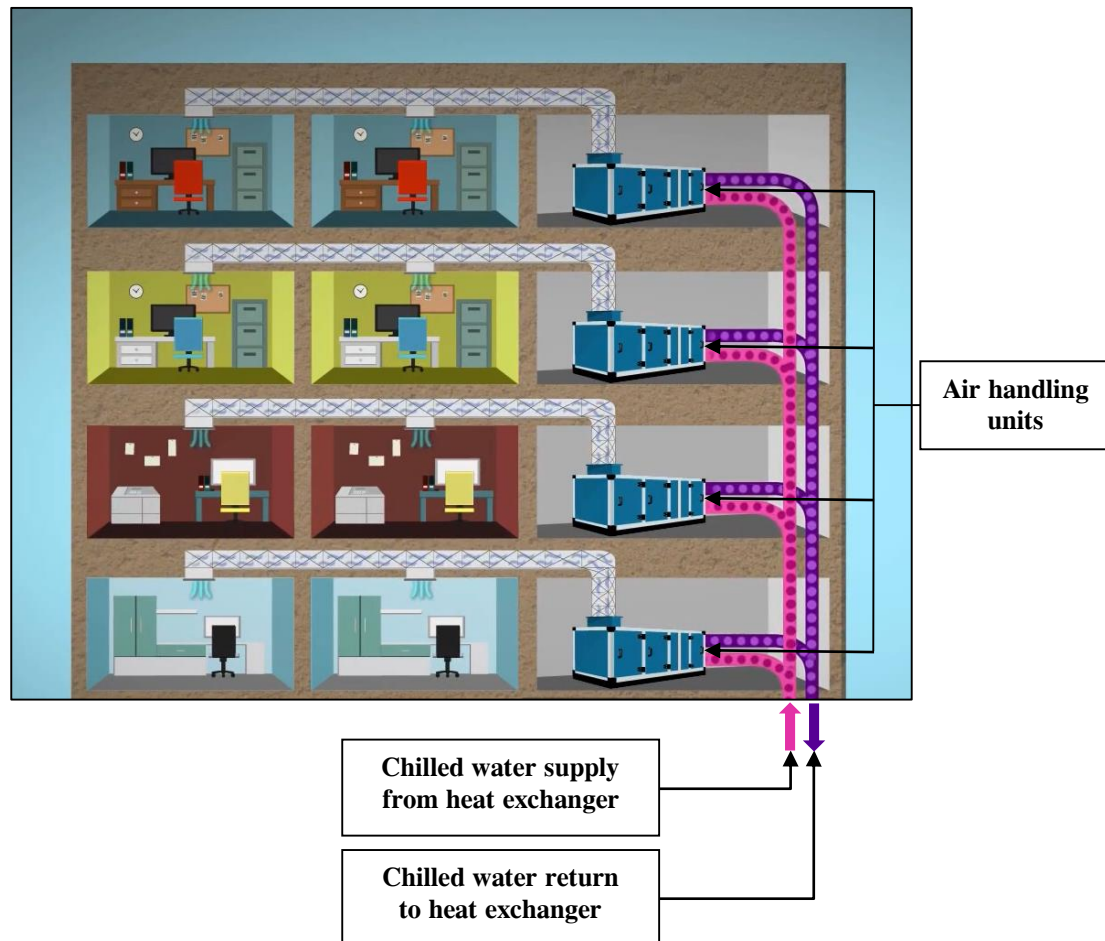 Air handling
units
Chilled water supply
from heat exchanger
Chilled water return
to heat exchanger